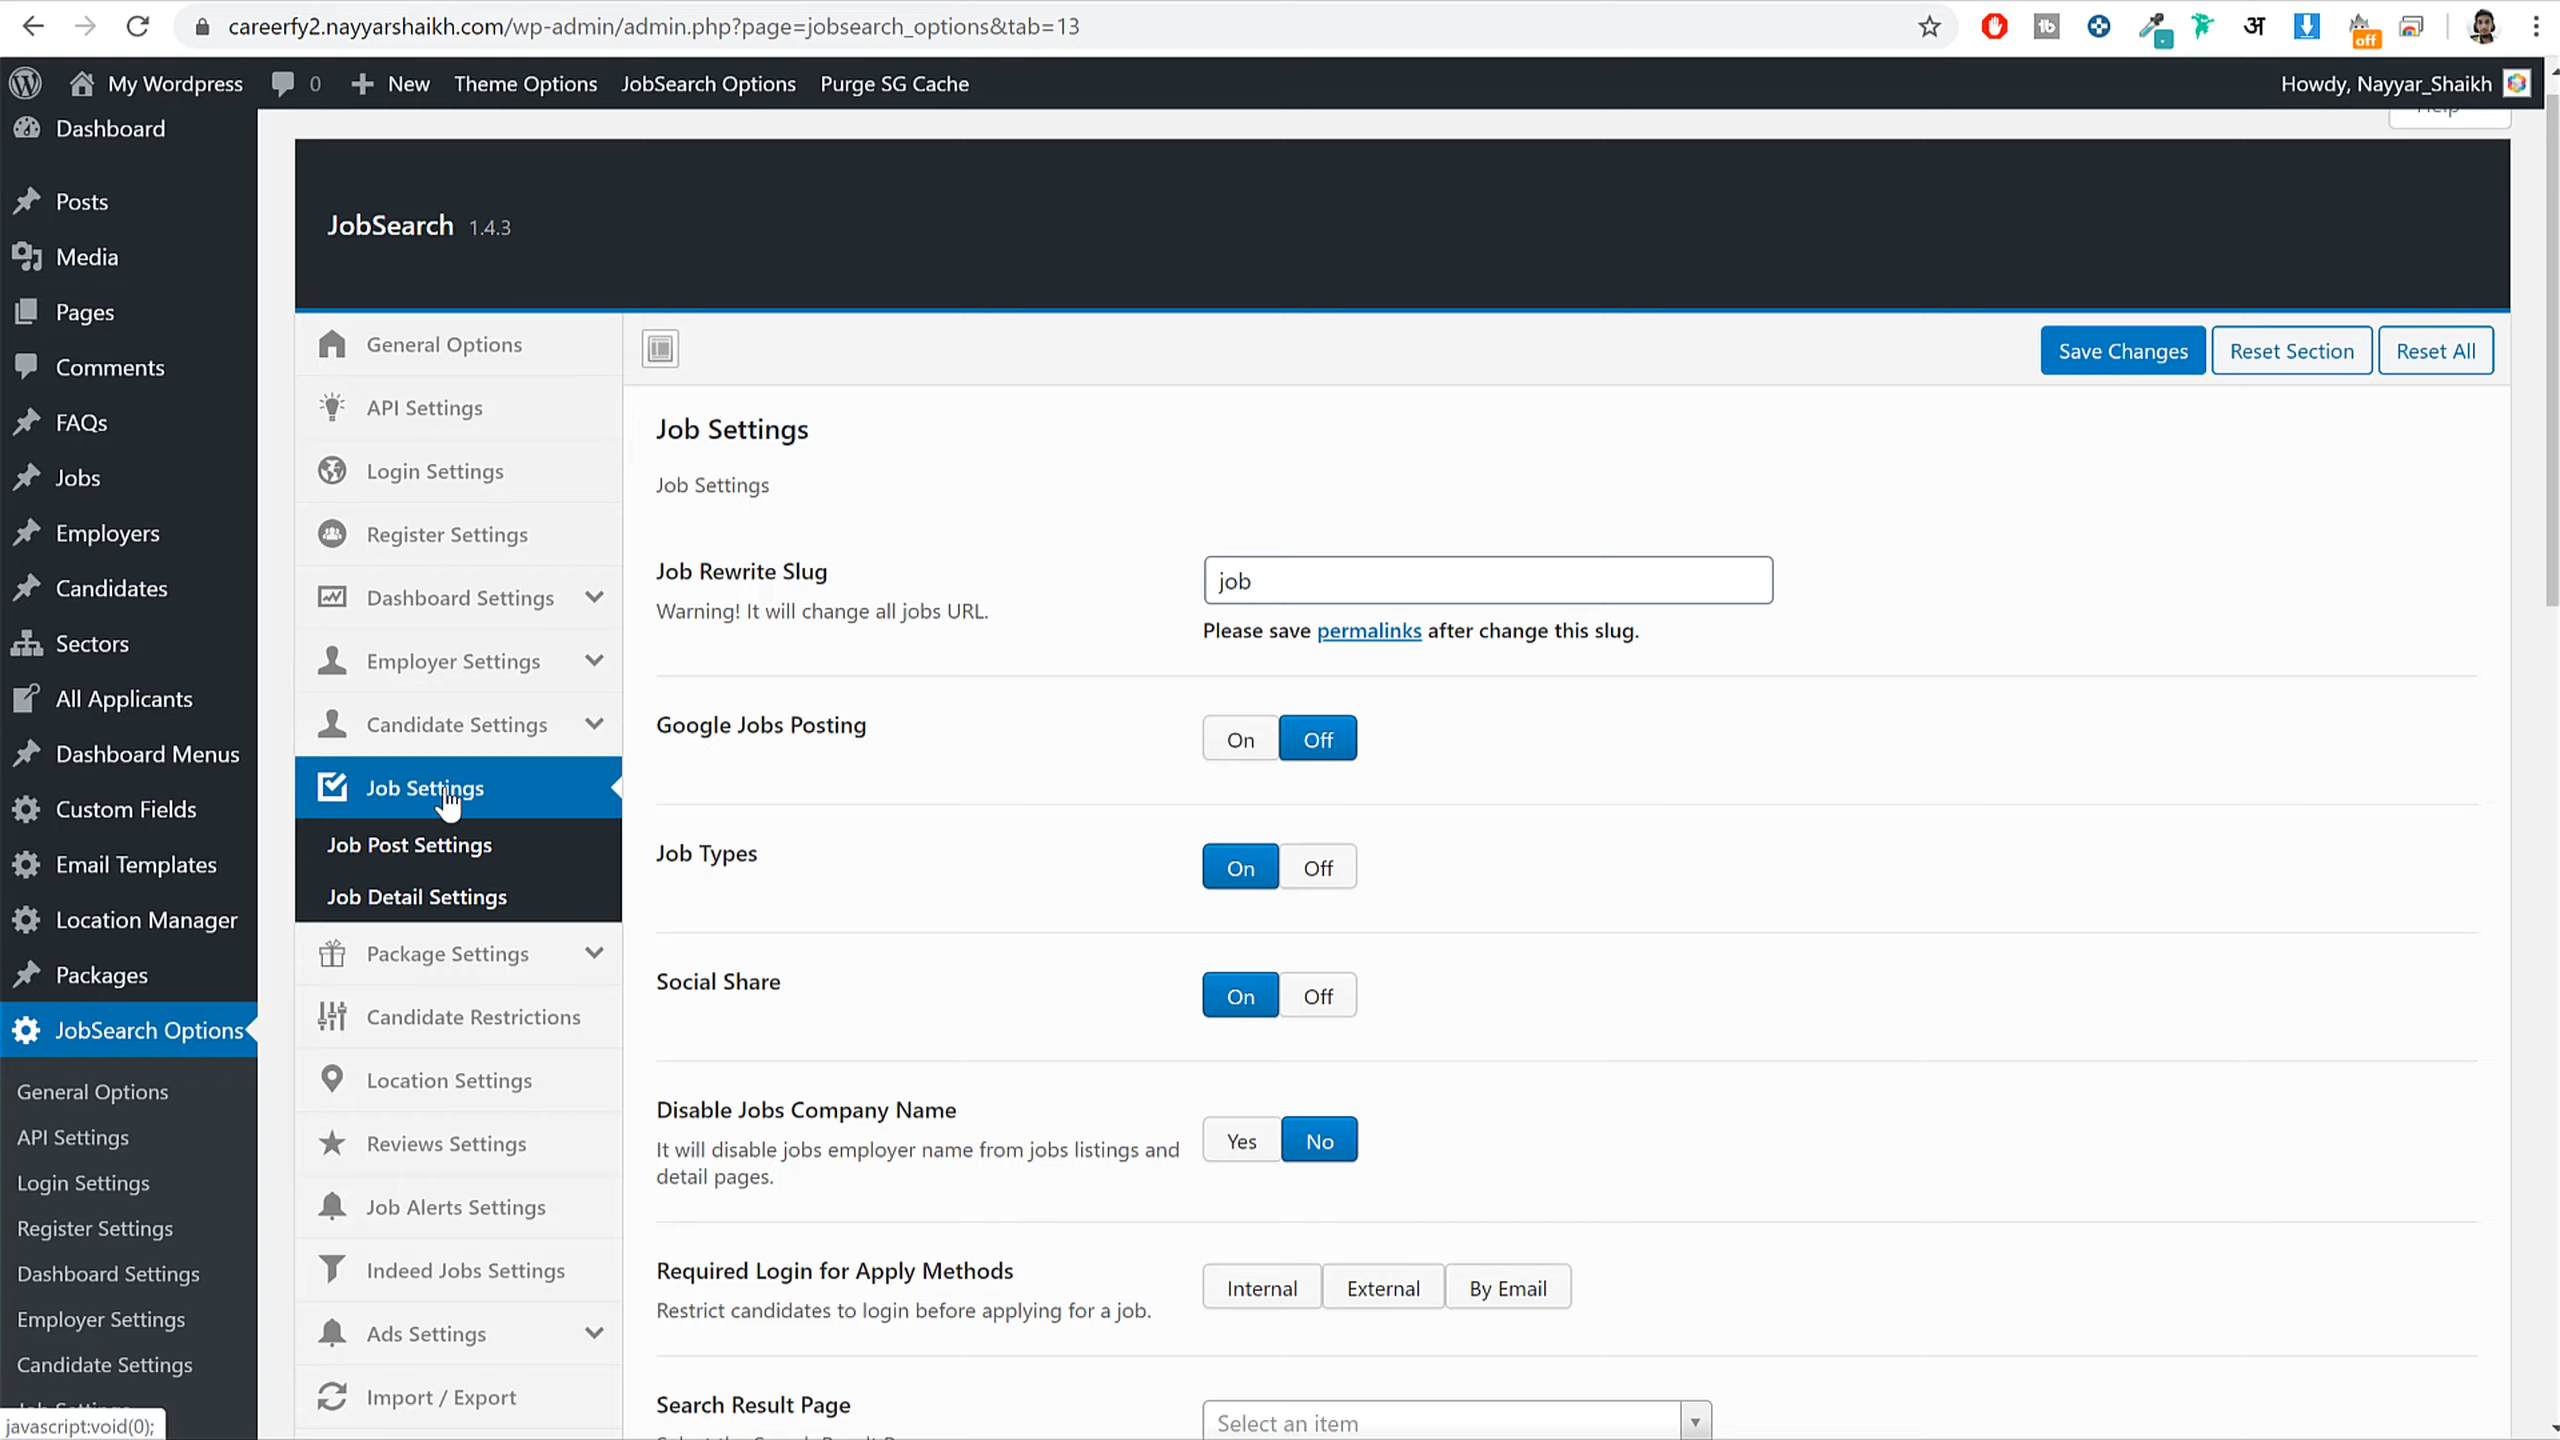 careerfy2.nayyarshaikh.com/wp-admin/admin.php?page=jobsearch_options&tab=13
off
अ
My Wordpress 0 New Theme Options JobSearch Options Purge SG Cache Howdy, Nayyar_Shaikh
Help
Dashboard
Posts
Media
Pages
Comments
FAQs
Jobs
Employers
Candidates
Sectors
All Applicants
Dashboard Menus
Custom Fields
Email Templates
Location Manager
Packages
JobSearch Options
General Options
API Settings
Login Settings
Register Settings
Dashboard Settings
Employer Settings
Candidate Settings
Job Settings
javascript:void(0);
JobSearch 1.4.3
General Options
API Settings
Login Settings
Register Settings
Dashboard Settings
Employer Settings
Candidate Settings
Job Settings
Job Post Settings
Job Detail Settings
Package Settings
Candidate Restrictions
Location Settings
Reviews Settings
Job Alerts Settings
Indeed Jobs Settings
Ads Settings
Import / Export
Save Changes Reset Section Reset All
Job Settings
Job Settings
Job Rewrite Slug
Warning! It will change all jobs URL.
job
Please save permalinks after change this slug.
Google Jobs Posting
On Off
Job Types
On Off
Social Share
On Off
Disable Jobs Company Name
It will disable jobs employer name from jobs listings and
detail pages.
Yes No
Required Login for Apply Methods
Restrict candidates to login before applying for a job.
Internal External By Email
Search Result Page
Select an item